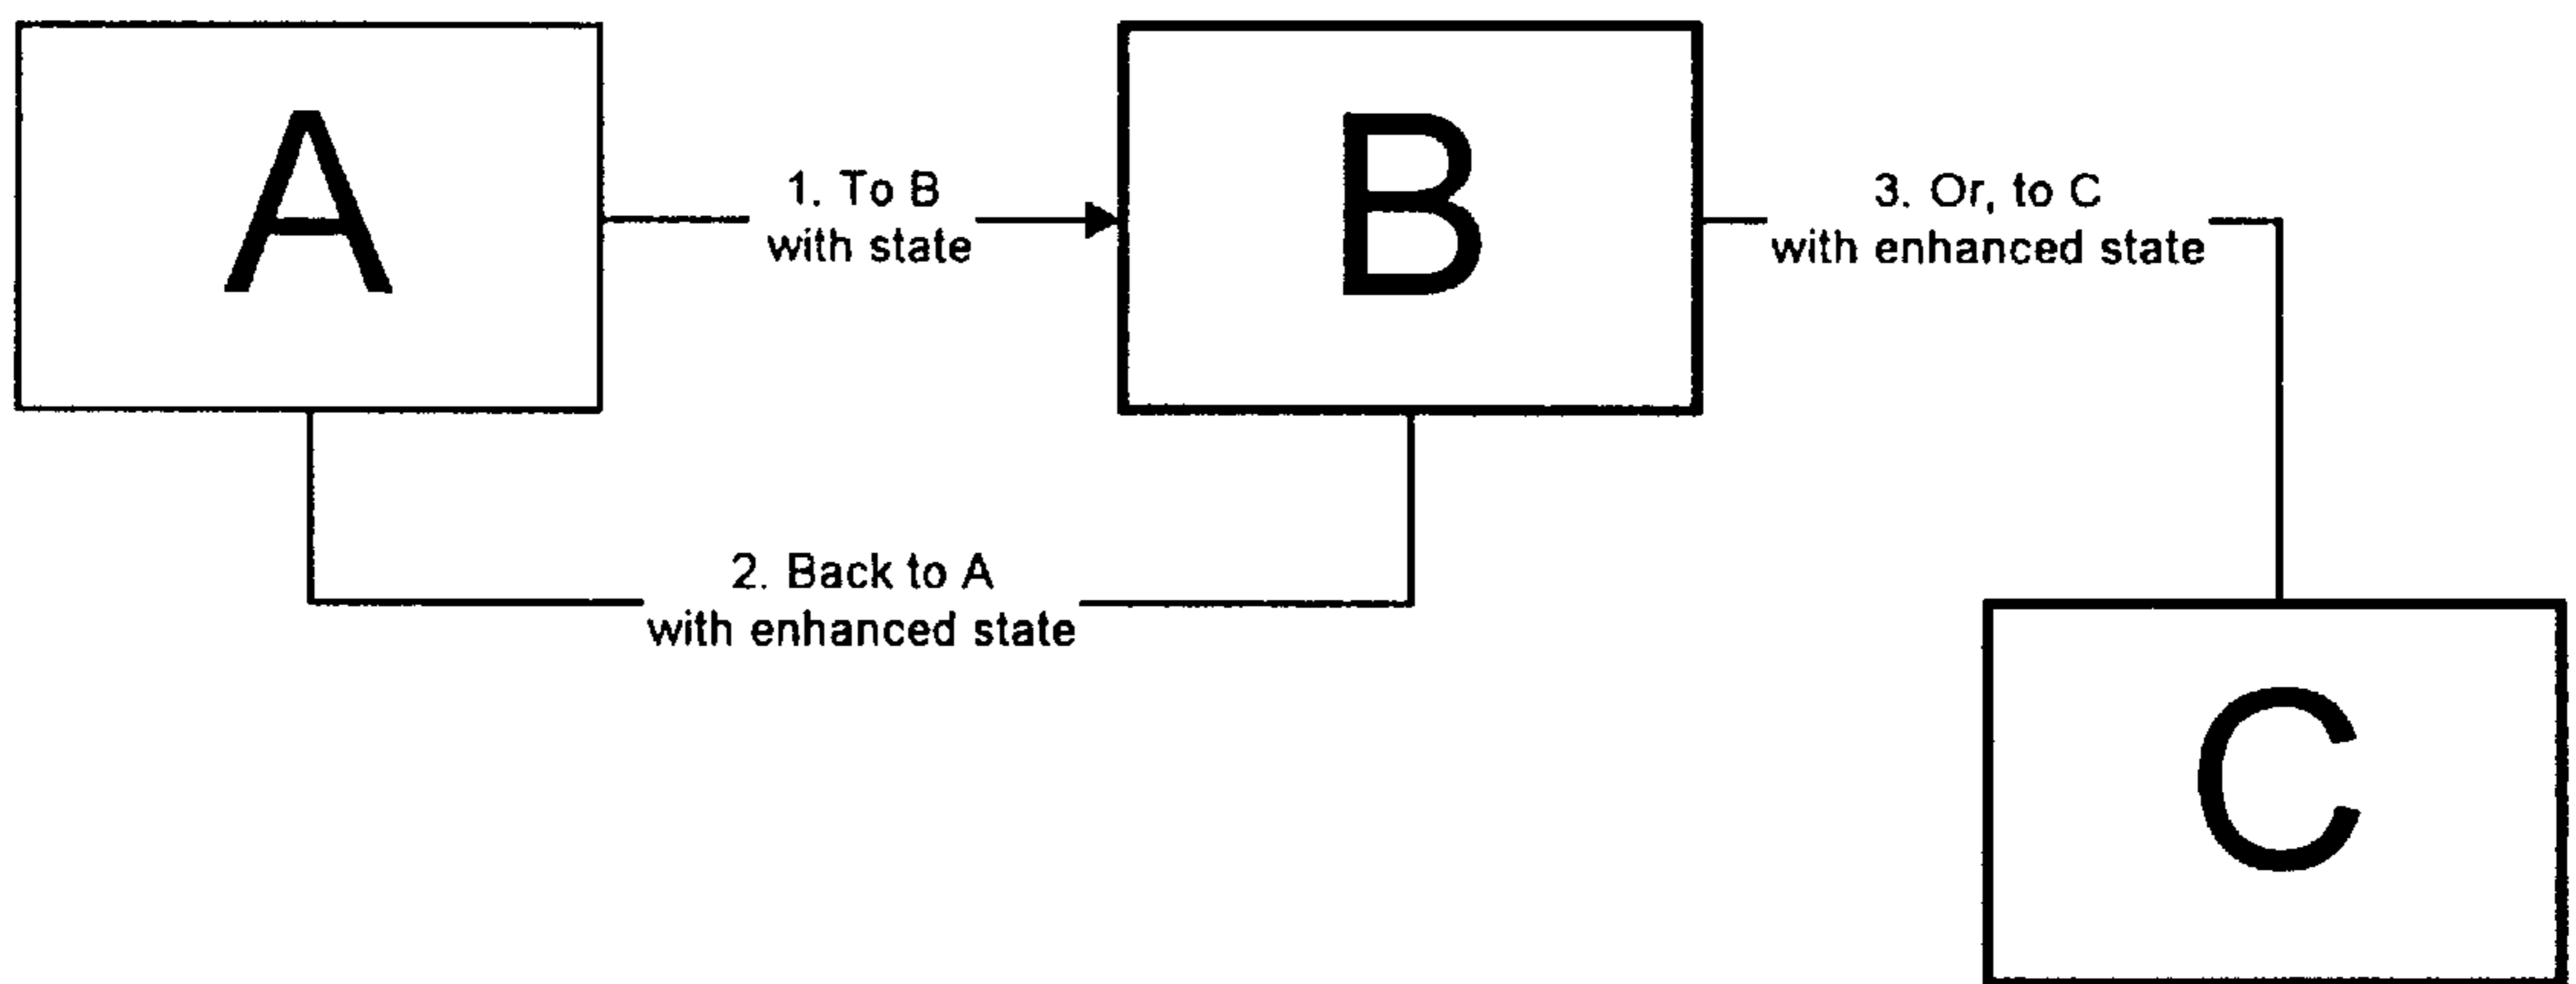 A
1. To B
with state
B
3. Or, to C
with enhanced state
2. Back to A
with enhanced state
C